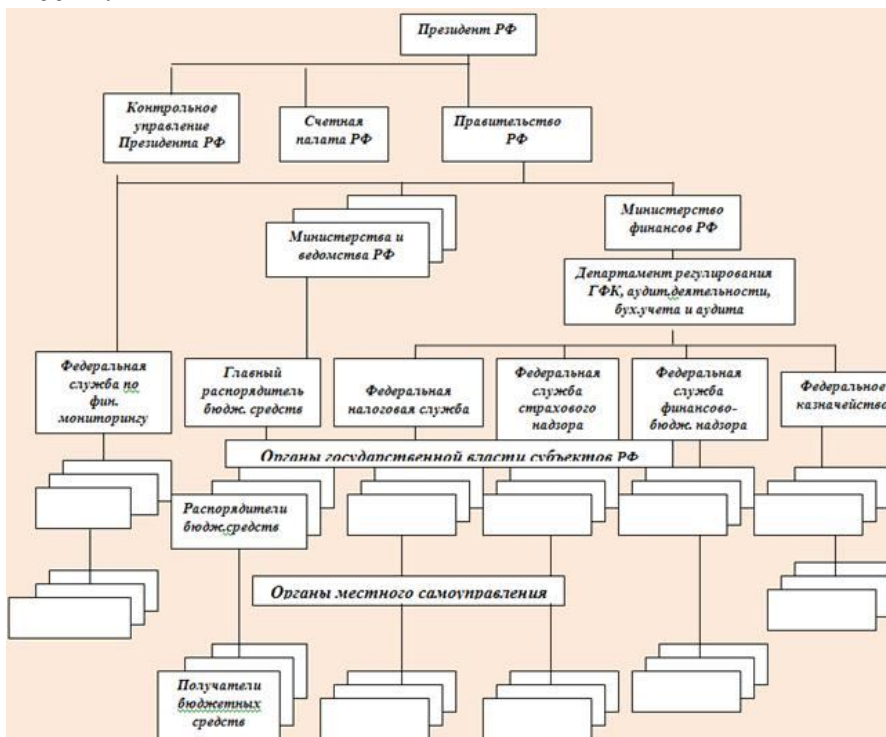 Президент РФ
Контрольное
управление
Президента РФ
Счетная
палата РФ
Правительство
РФ
Министерства и
ведомства РФ
Министерство
финансов РФ
Департамент регулирования
ГФК, аудит.деятельности,
бух.учета и аудита
Федеральная
служба по
фин.
мониторингу
Главный
распорядитель
бюдж. средств
Федеральная
налоговая служба
Федеральная
служба
страхового
надзора
Федеральная
служба
финансово-
бюдж. надзора
Федеральное
казначейство
Органы государственной власти субъектов РФ
Распорядители
бюдж.средств
Органы местного самоуправления
Получатели
бюджетных
средств